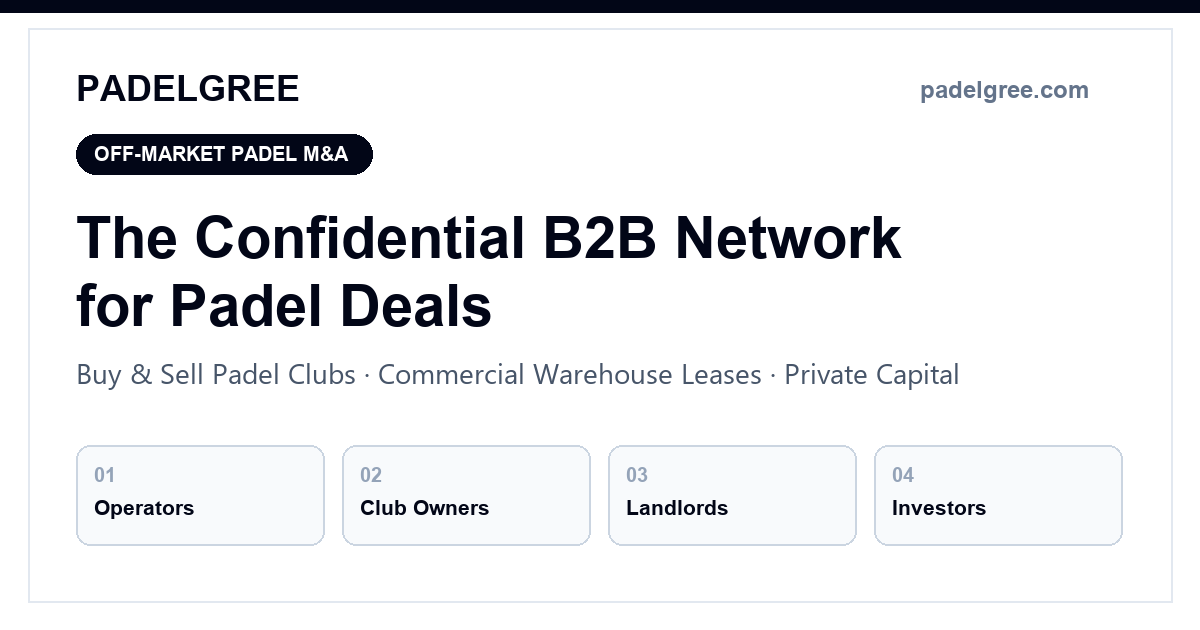 PADELGREE
padelgree.com
OFF-MARKET PADEL M&A
The Confidential B2B Network
for Padel Deals
Buy & Sell Padel Clubs · Commercial Warehouse Leases · Private Capital
01
Operators
02
Club Owners
03
Landlords
04
Investors